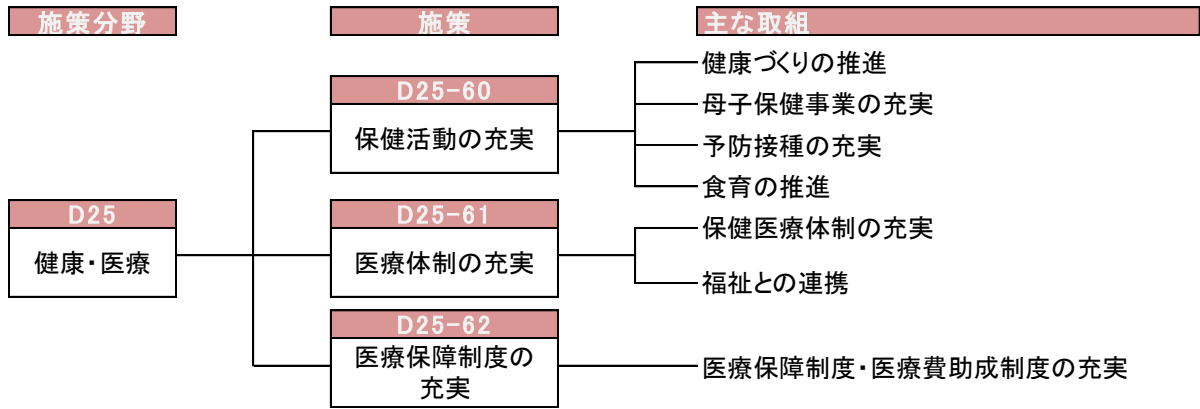 施策分野
施策
主な取組
D25
健康・医療
D25-60
保健活動の充実
健康づくりの推進
母子保健事業の充実
予防接種の充実
食育の推進
D25-61
医療体制の充実
保健医療体制の充実
福祉との連携
D25-62
医療保障制度の
充実
医療保障制度・医療費助成制度の充実